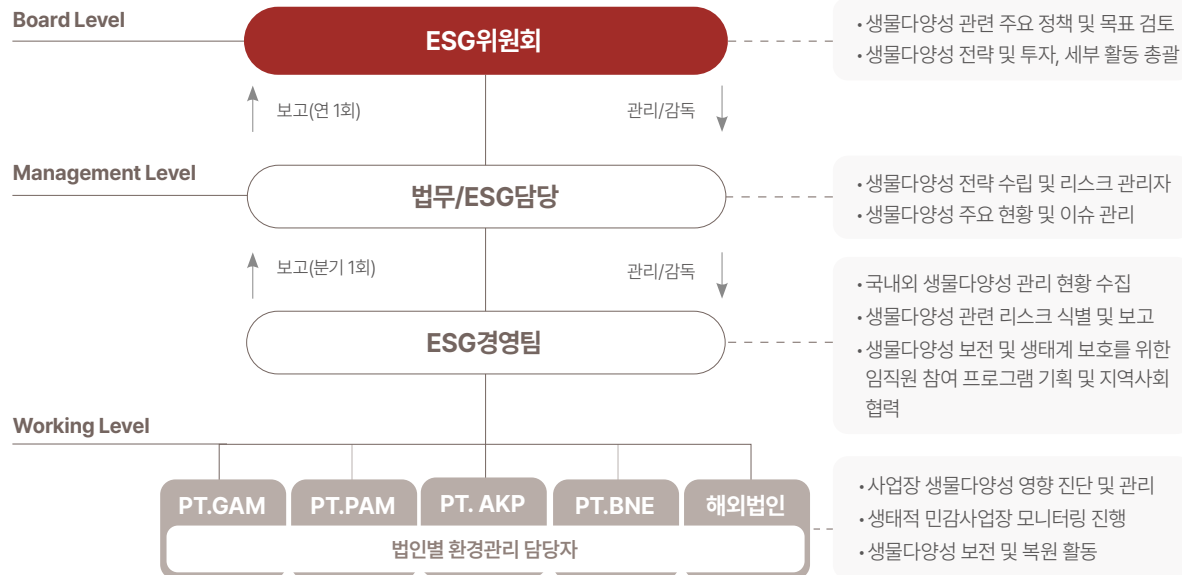 Board Level
ESG위원회
• 생물다양성 관련 주요 정책 및 목표 검토
• 생물다양성 전략 및 투자, 세부 활동 총괄
보고(연 1회)
관리/감독
Management Level
법무/ESG담당
• 생물다양성 전략 수립 및 리스크 관리자
• 생물다양성 주요 현황 및 이슈 관리
보고(분기 1회)
관리/감독
ESG경영팀
• 국내외 생물다양성 관리 현황 수집
• 생물다양성 관련 리스크 식별 및 보고
• 생물다양성 보전 및 생태계 보호를 위한
임직원 참여 프로그램 기획 및 지역사회
협력
Working Level
PT.GAM
PT.PAM
PT. AKP
PT.BNE
해외법인
법인별 환경관리 담당자
• 사업장 생물다양성 영향 진단 및 관리
• 생태적 민감사업장 모니터링 진행
• 생물다양성 보전 및 복원 활동